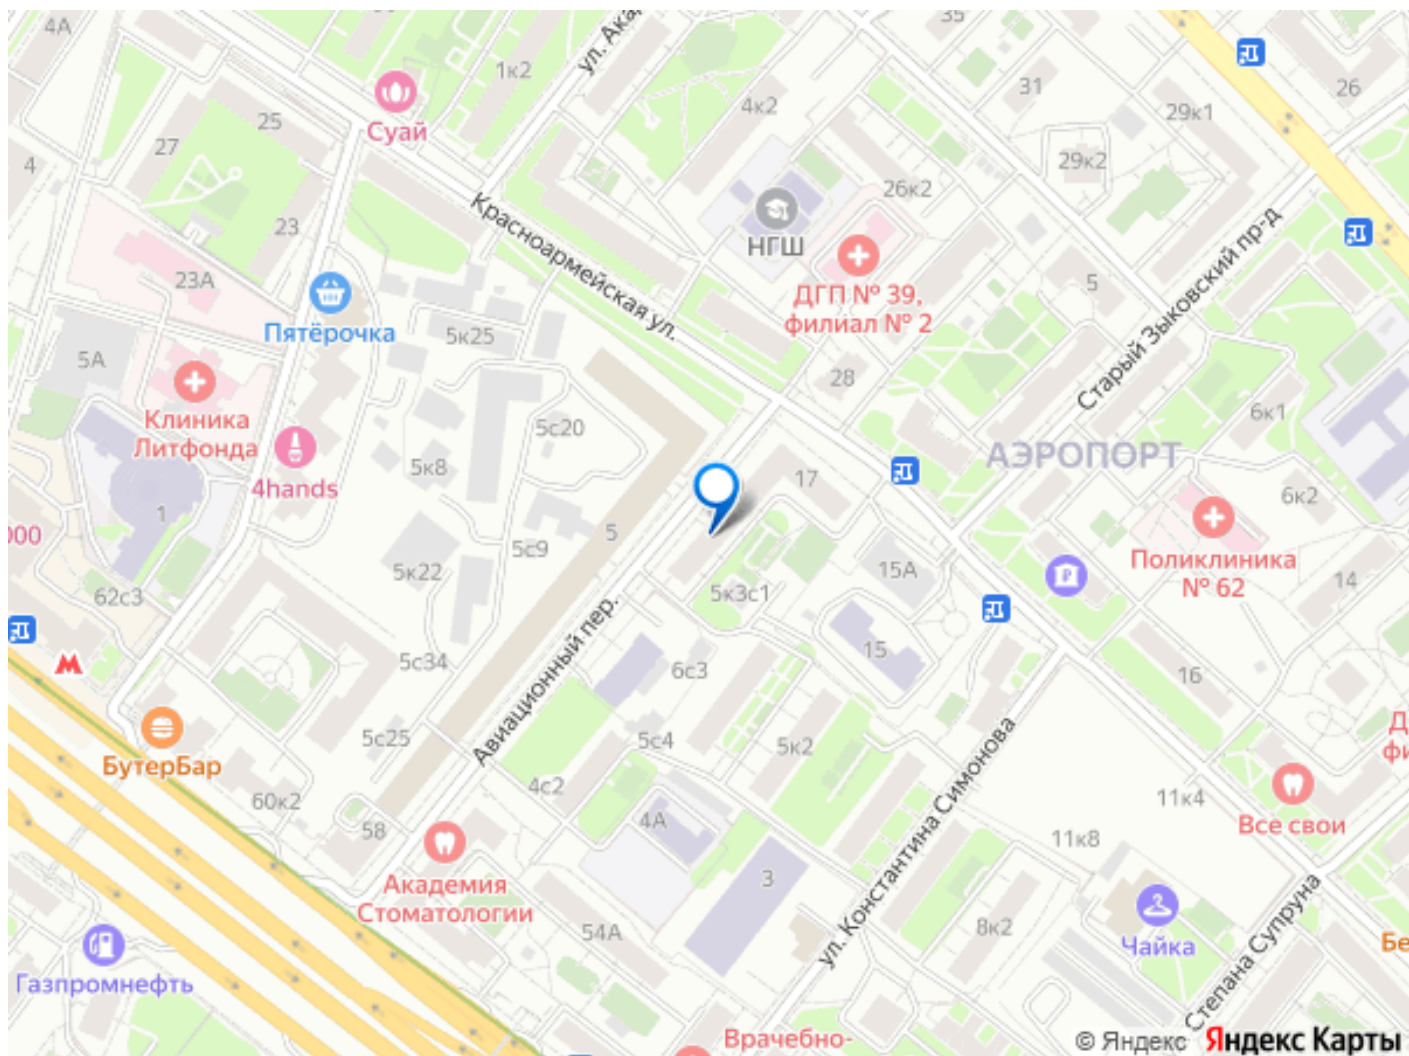 4А
35
ул. Ака
1к2
31
26
4к2
29к1
Суай
25
27
4
29к2
26к2
Красноармейская ул.
НГШ
23
23А
ДГП № 39,
филиал № 2
5
Старый Зыковский пр-д
Пятёрочка
5к25
5А
28
Клиника
Литфонда
5с20
6к1
АЭРОПОРТ
5к8
17
4hands
6к2
1
000
5
5с9
Поликлиника
№ 62
5к22
15А
14
62с3
5к3с1
Авиационный пер.
15
5с34
6с3
16
5с25
5с4
5к2
БутерБар
ул. Константина Симонова
Д
фи
4с2
60к2
11к4
58
4А
Все свои
11к8
Академия
Стоматологии
3
54А
8к2
Чайка
Степана Супруна
Бе
Газпромнефть
Врачебно-
© Яндекс Яндекс Карты